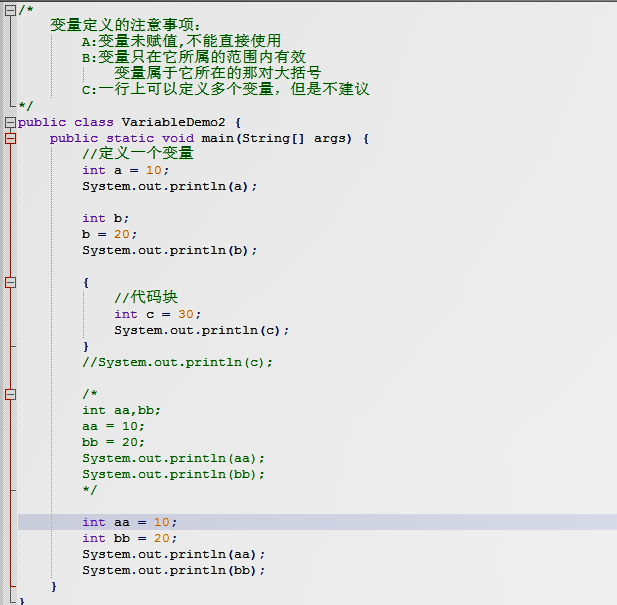 /*
    变量定义的注意事项:
        A:变量未赋值,不能直接使用
        B:变量只在它所属的范围内有效
            变量属于它所在的那对大括号
        C:一行上可以定义多个变量，但是不建议
*/
public class VariableDemo2 {
    public static void main(String[] args) {
        //定义一个变量
        int a = 10;
        System.out.println(a);

        int b;
        b = 20;
        System.out.println(b);

        {
            //代码块
            int c = 30;
            System.out.println(c);
        }
        //System.out.println(c);

        /*
        int aa,bb;
        aa = 10;
        bb = 20;
        System.out.println(aa);
        System.out.println(bb);
        */

        int aa = 10;
        int bb = 20;
        System.out.println(aa);
        System.out.println(bb);
    }
}